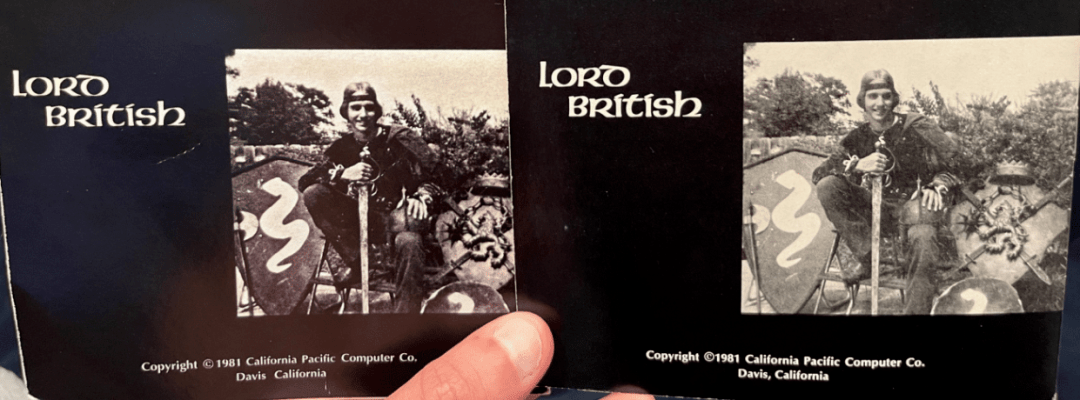 LORD
BRITISH
Copyright © 1981 California Pacific Computer Co.
Davis California
LORD
BRITISH
Copyright ©1981 California Pacific Computer Co.
Davis, California